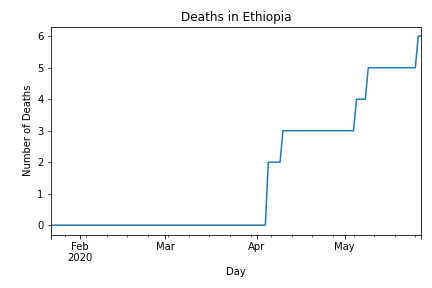 Deaths in Ethiopia
6
5
4
3
2
1
0
Number of Deaths
Feb
2020
Mar
Apr
May
Day